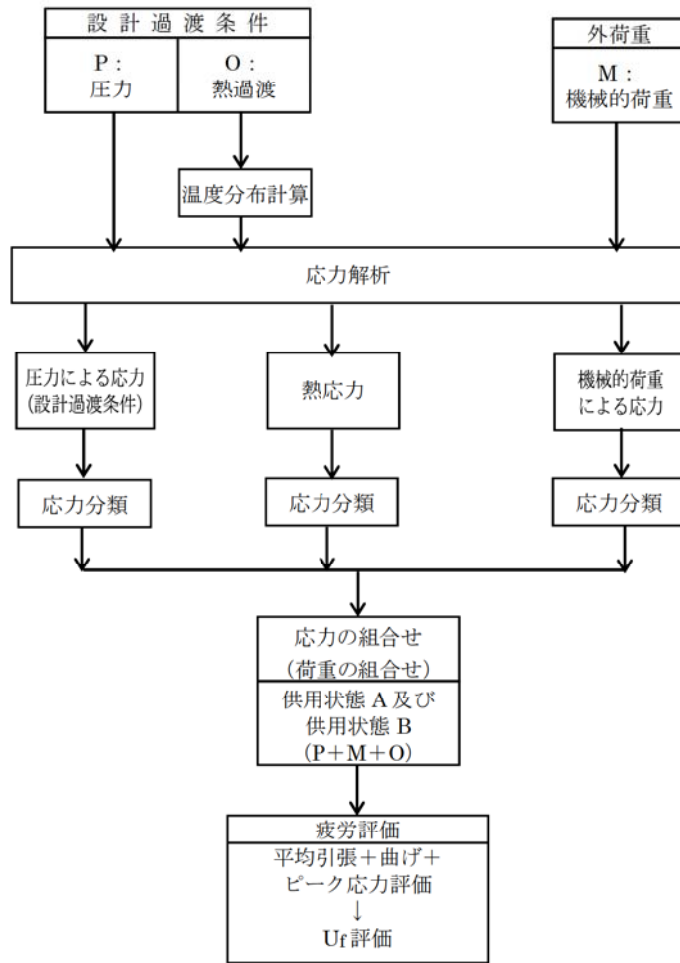 設 計 過 渡 条 件
P：
圧力
O：
熱過渡
外荷重
M：
機械的荷重
温度分布計算
応力解析
圧力による応力
(設計過渡条件)
熱応力
機械的荷重
による応力
応力分類
応力分類
応力分類
応力の組合せ
（荷重の組合せ）
供用状態 A 及び
供用状態 B
（P＋M＋O）
疲労評価
平均引張＋曲げ＋
ピーク応力評価
↓
Uf 評価